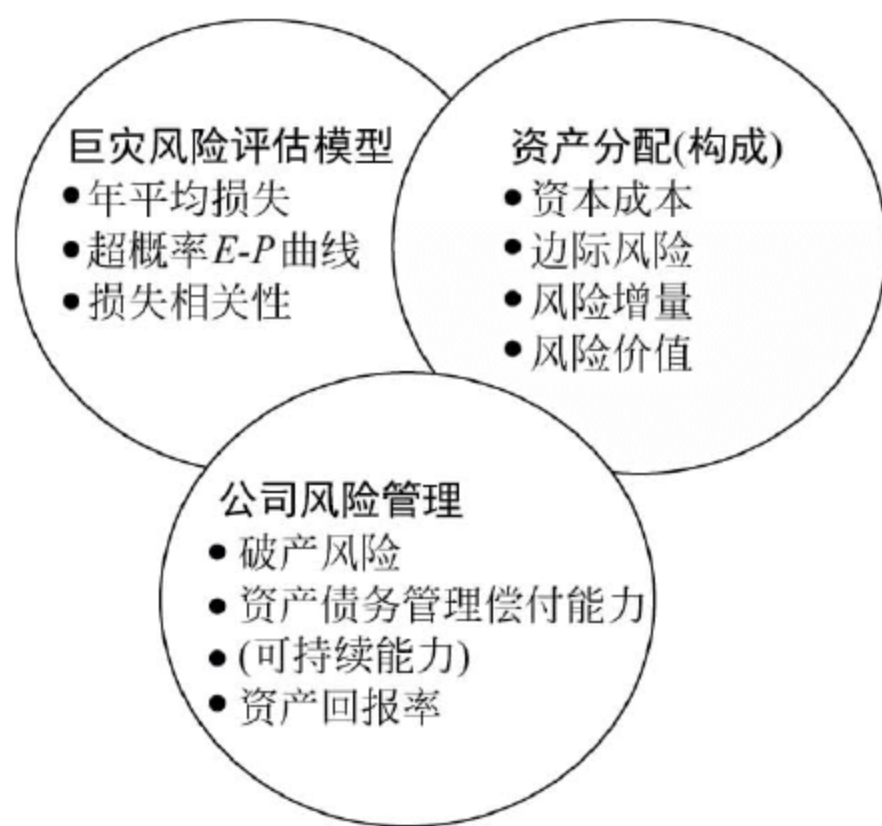 巨灾风险评估模型
●年平均损失
●超概率E-P曲线
●损失相关性
资产分配(构成)
●资本成本
●边际风险
●风险增量
●风险价值
公司风险管理
●破产风险
●资产债务管理偿付能力
●(可持续能力)
●资产回报率